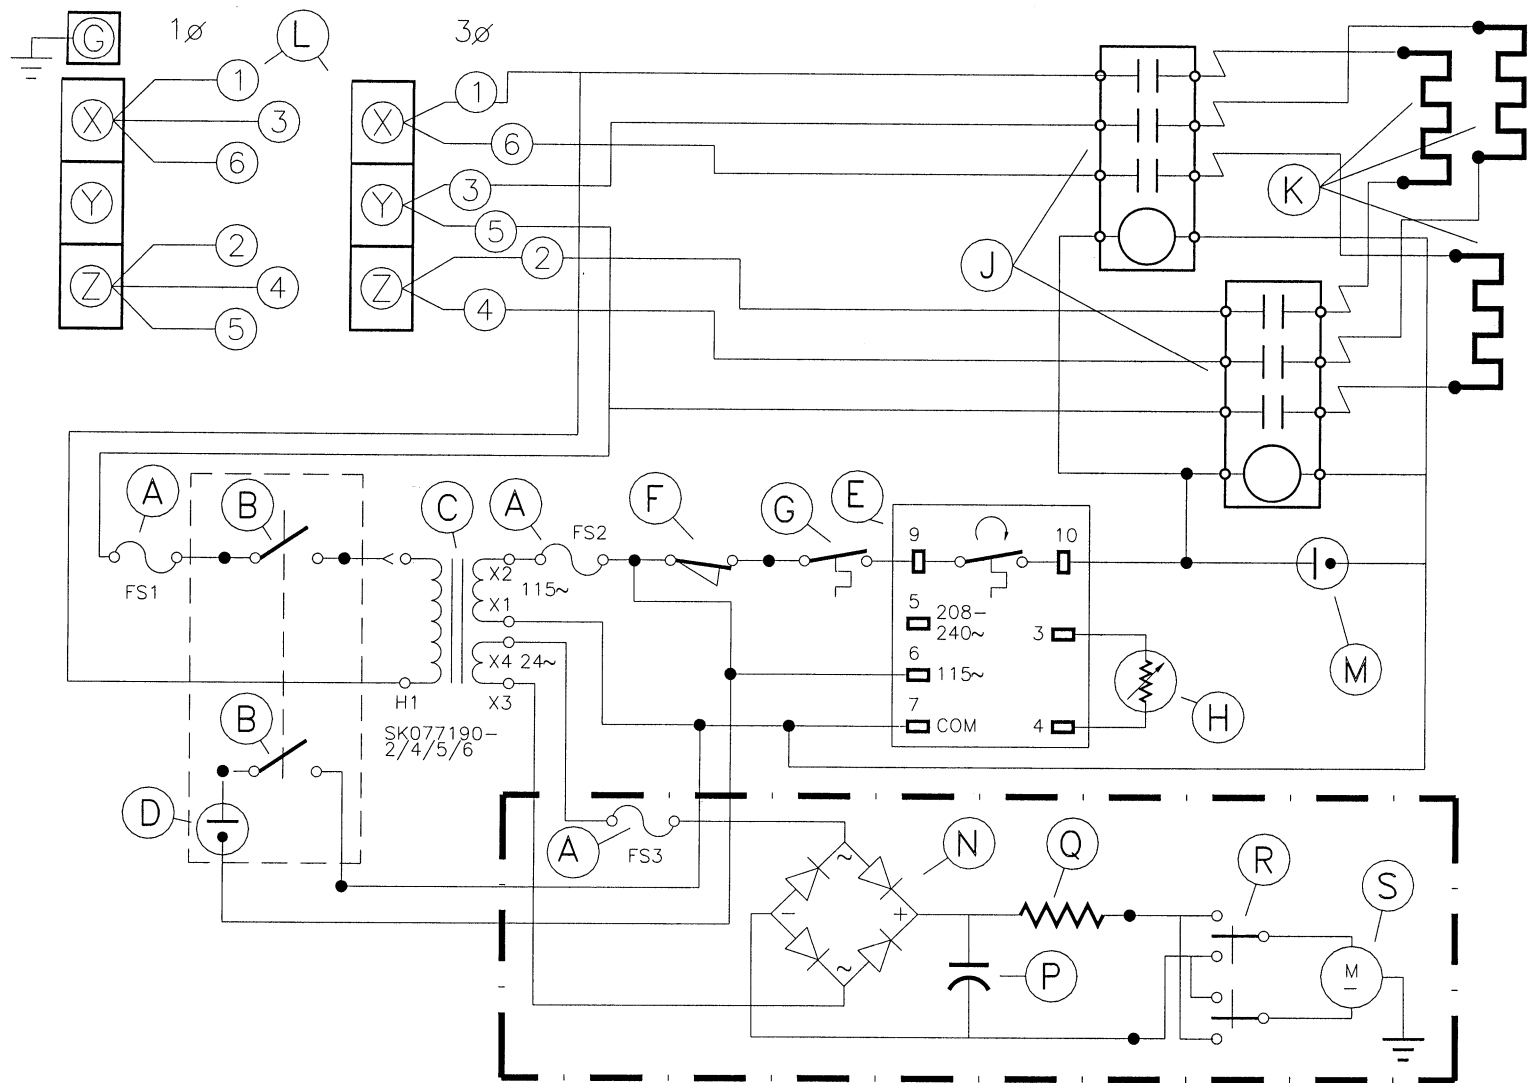 G 1ø L 3ø
X 1 3 6
Y
Z 2 4 5
X 1 6
Y 3 5
Z 2 4
J K
A B C A FS2 F G E
FS1
X2
115~
X1
X4 24~
H1 X3
SK077190-
2/4/5/6
9 10
5 208-
240~
3
6
115~
7
COM 4
H
M
B
D
A FS3
~
N Q R S
- +
~
P
M